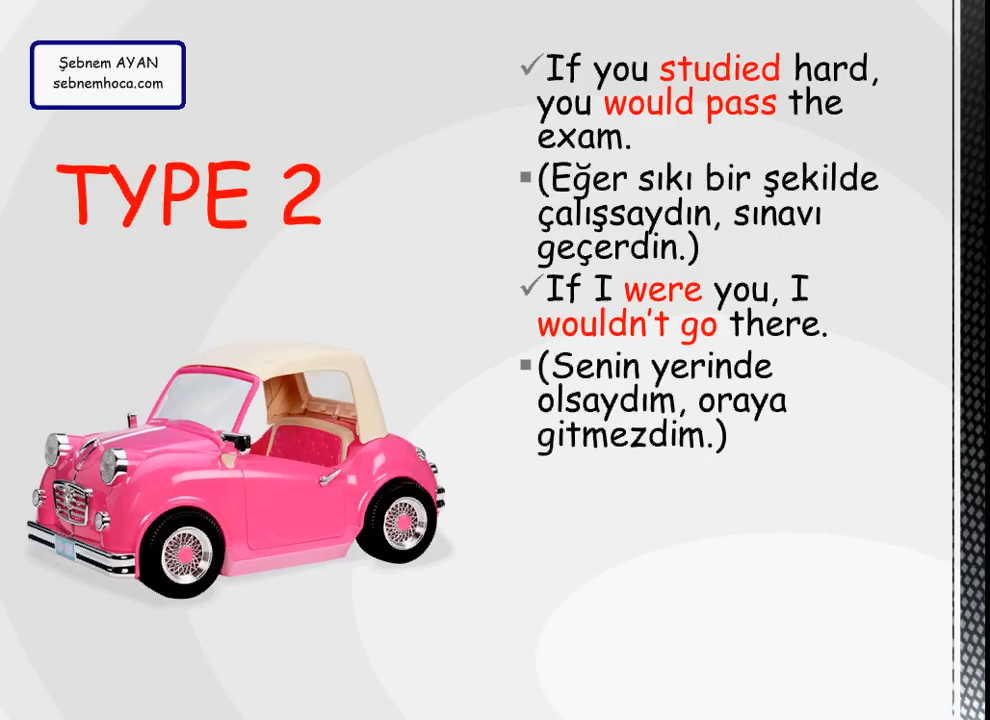 Şebnem AYAN
sebnemhoca.com
TYPE 2
✓If you studied hard,
you would pass the
exam.
▪(Eğer sıkı bir şekilde
çalışsaydın, sınavı
geçerdin.)
✓If I were you, I
wouldn't go there.
▪(Senin yerinde
olsaydım, oraya
gitmezdim.)